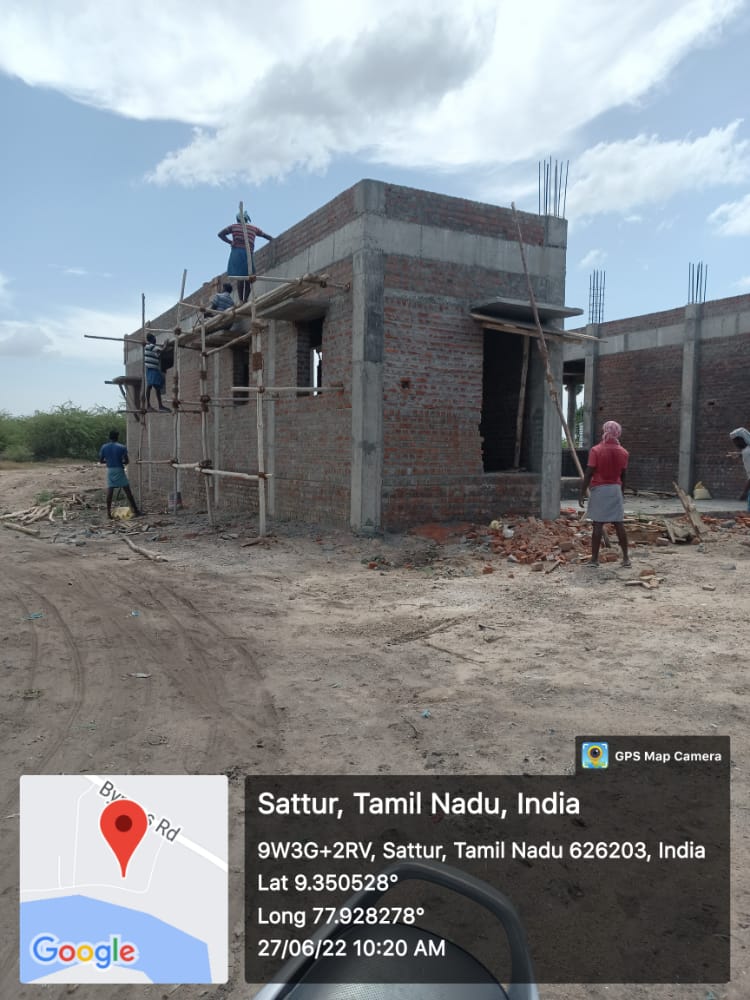 GPS Map Camera
Sattur, Tamil Nadu, India
9W3G+2RV, Sattur, Tamil Nadu 626203, India
Lat 9.350528°
Long 77.928278°
27/06/22 10:20 AM
Rd
Google